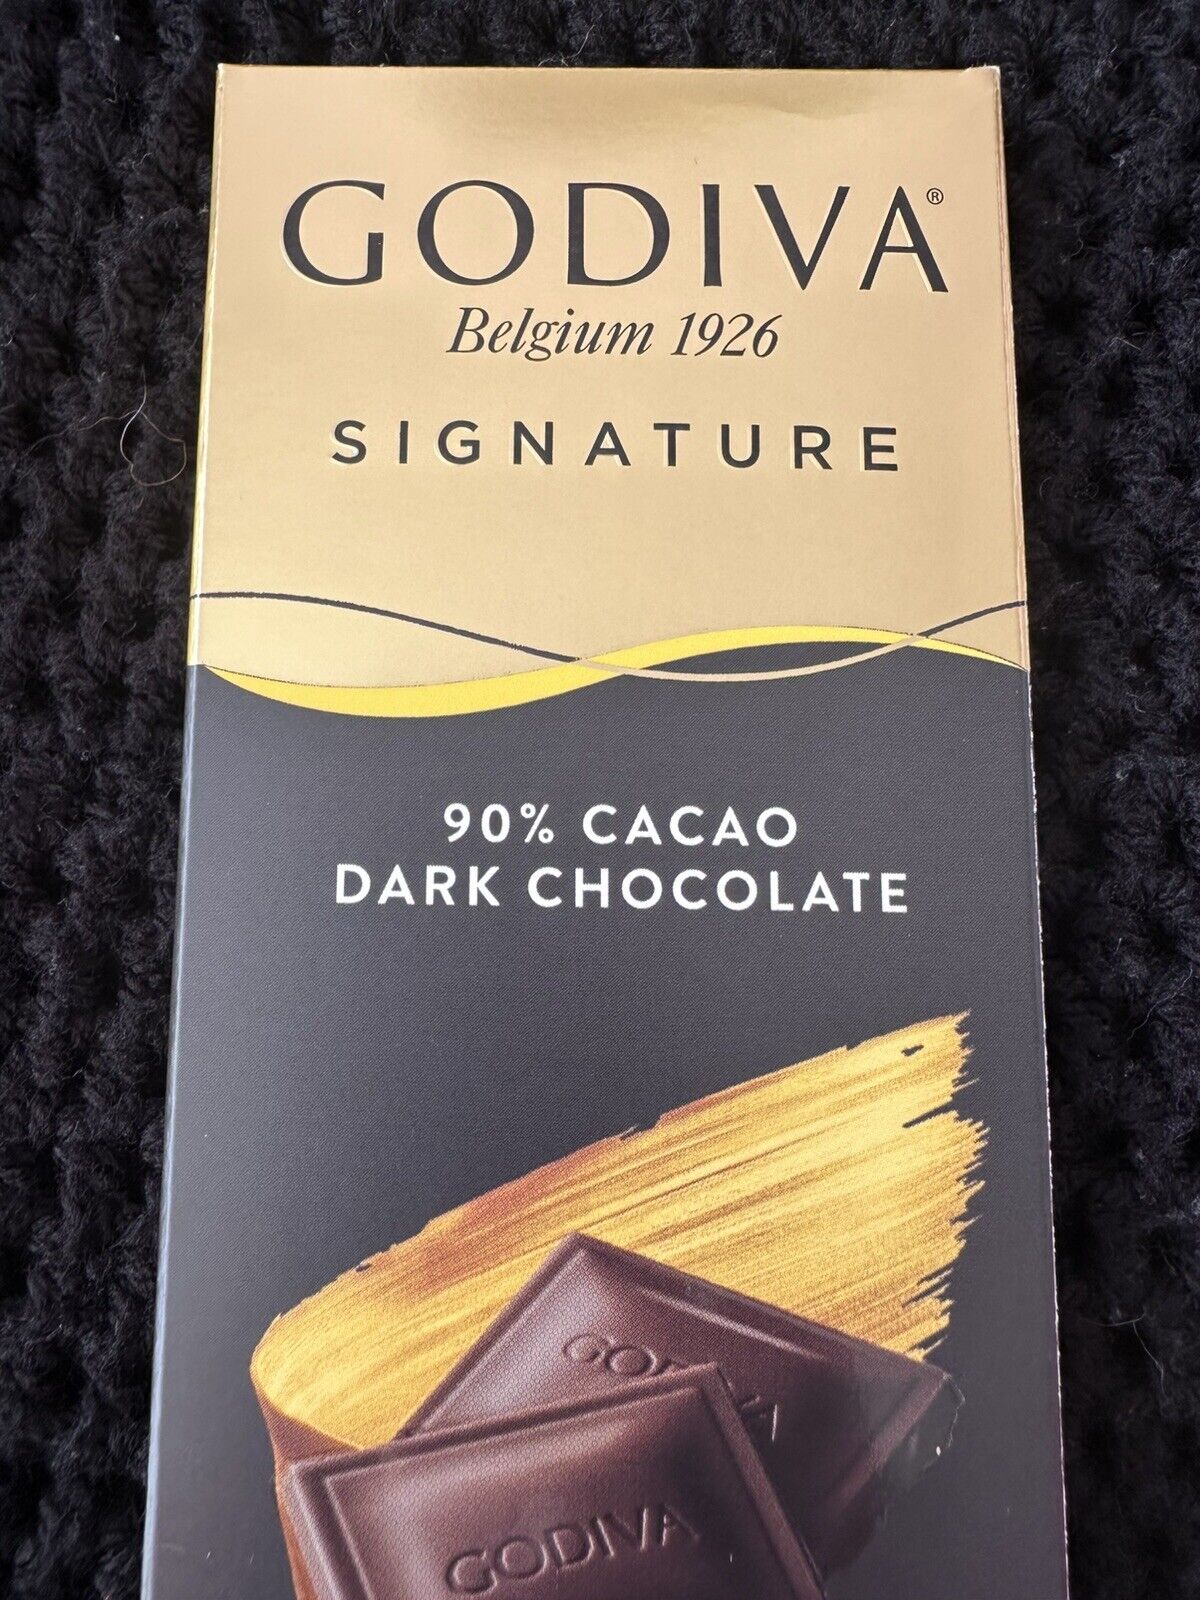 GODIVA®
Belgium 1926
SIGNATURE
90% CACAO
DARK CHOCOLATE
GODIVA
GODIVA